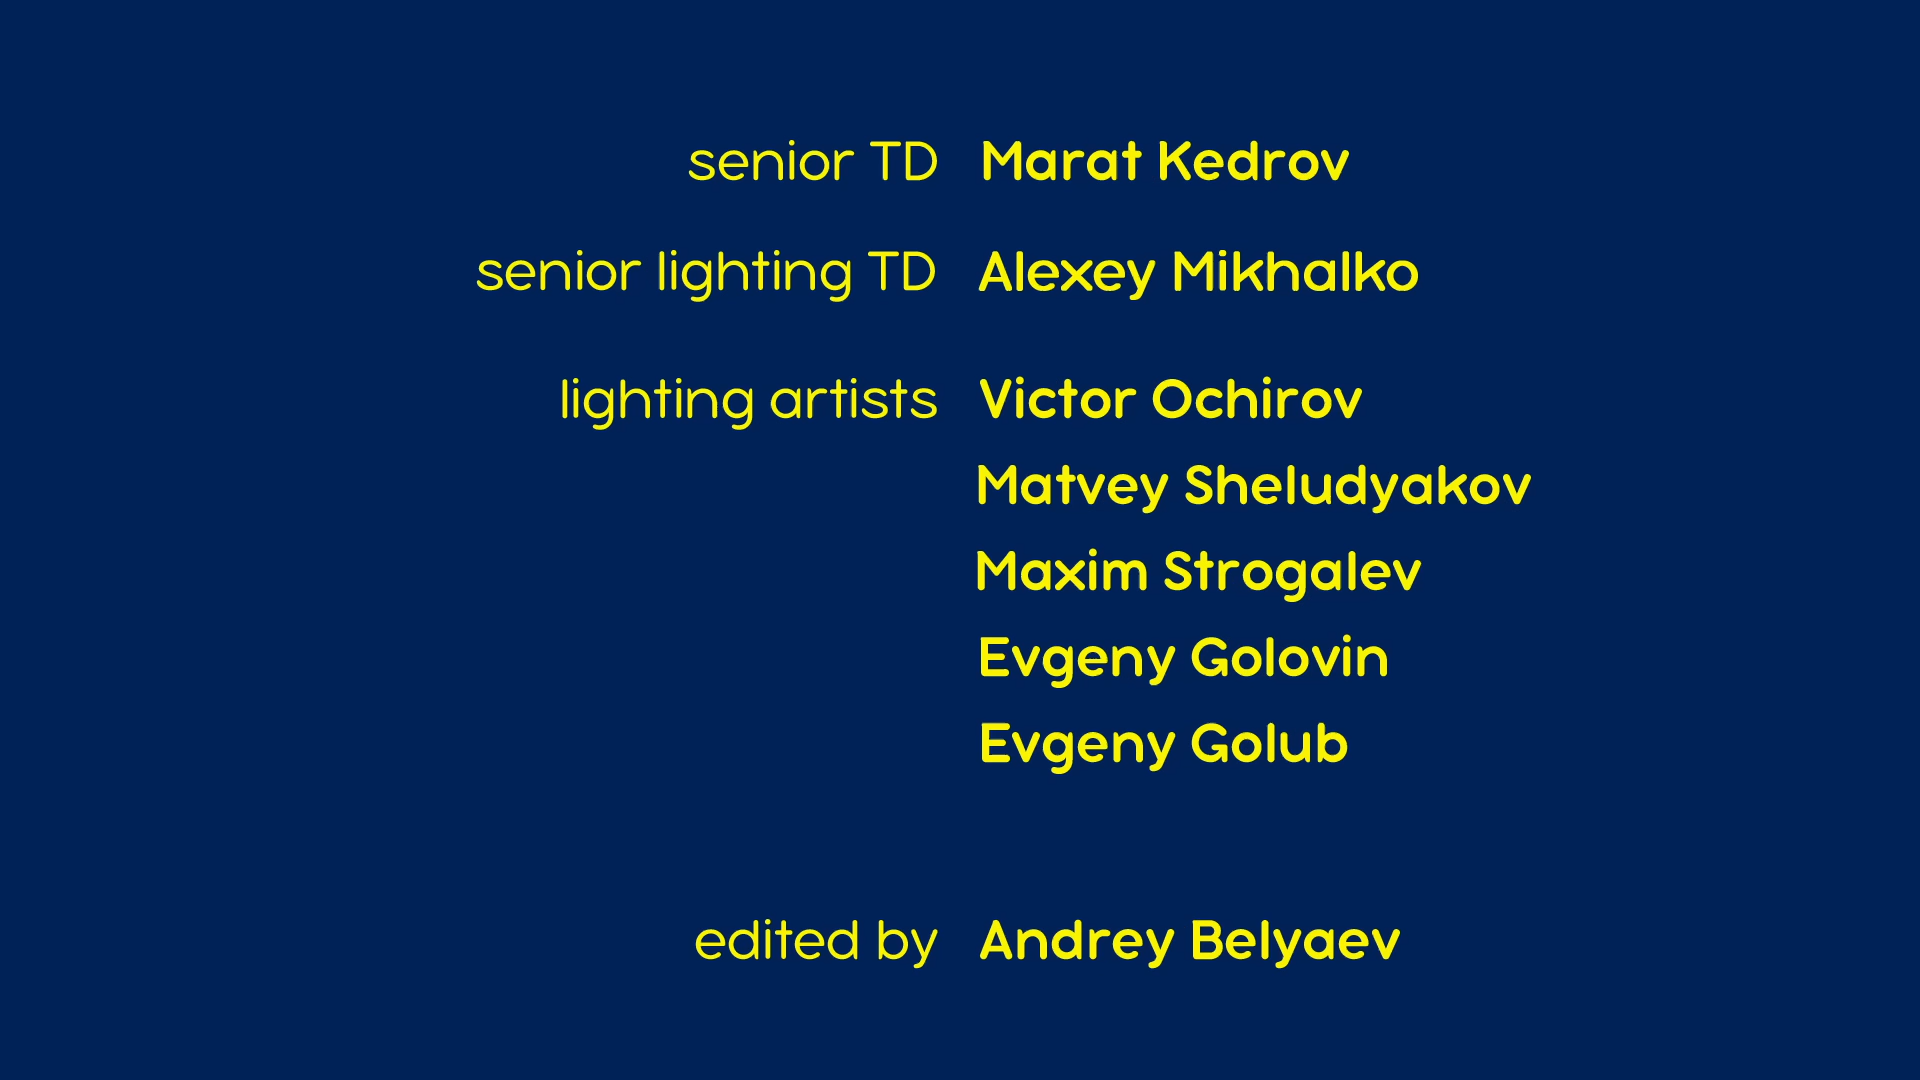 senior TD Marat Kedrov
senior lighting TD Alexey Mikhalko
lighting artists Victor Ochirov
Matvey Sheludyakov
Maxim Strogalev
Evgeny Golovin
Evgeny Golub
edited by Andrey Belyaev